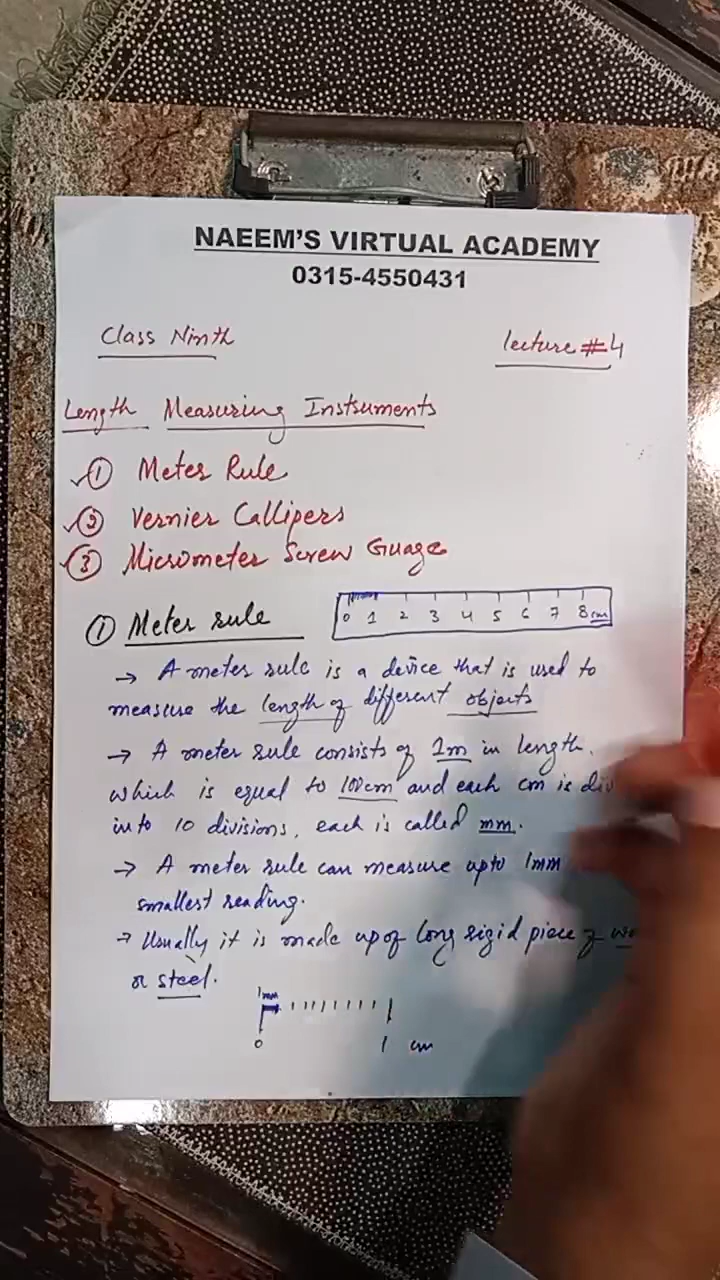 NAEEM'S VIRTUAL ACADEMY
0315-4550431
Class Ninth
lecture #4
Length Measuring Instruments
① Meter Rule
② Vernier Callipers
③ Micrometer Screw Guage
① Meter rule
0 1 2 3 4 5 6 7 8 cm
→ A meter rule is a device that is used to
measure the length of different objects
→ A meter rule consists of 1m in length.
which is equal to 100cm and each cm is div
into 10 divisions, each is called mm.
→ A meter rule can measure upto 1mm
smallest reading.
→ Usually it is made up of long rigid piece of
or steel.
1mm
0 1 cm